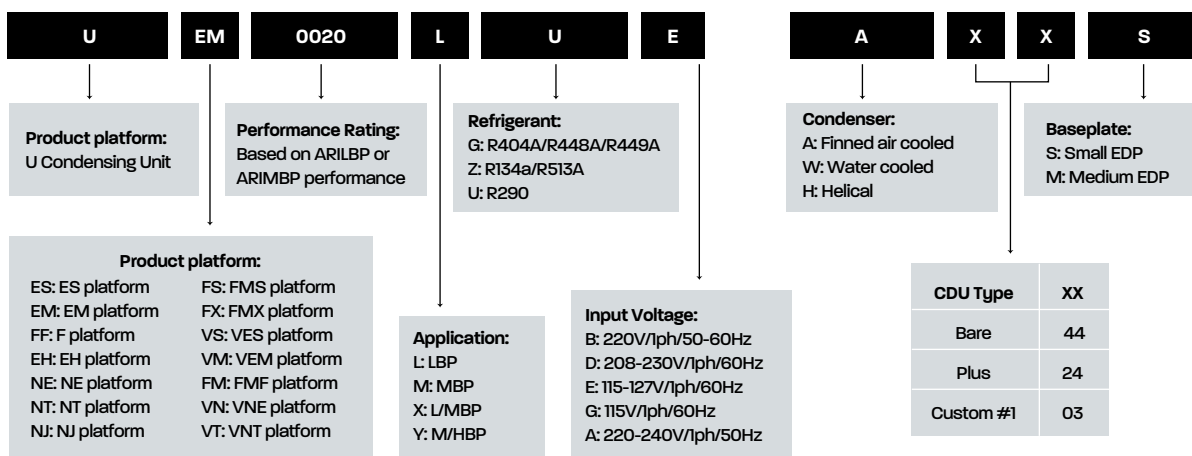 U EM 0020 L U E A X X S
Product platform:
U Condensing Unit
Performance Rating:
Based on ARILBP or
ARIMBP performance
Refrigerant:
G: R404A/R448A/R449A
Z: R134a/R513A
U: R290
Condenser:
A: Finned air cooled
W: Water cooled
H: Helical
Baseplate:
S: Small EDP
M: Medium EDP
Product platform:
ES: ES platform
EM: EM platform
FF: F platform
EH: EH platform
NE: NE platform
NT: NT platform
NJ: NJ platform
FS: FMS platform
FX: FMX platform
VS: VES platform
VM: VEM platform
FM: FMF platform
VN: VNE platform
VT: VNT platform
Application:
L: LBP
M: MBP
X: L/MBP
Y: M/HBP
Input Voltage:
B: 220V/1ph/50-60Hz
D: 208-230V/1ph/60Hz
E: 115-127V/1ph/60Hz
G: 115V/1ph/60Hz
A: 220-240V/1ph/50Hz
CDU Type XX
Bare 44
Plus 24
Custom #1 03